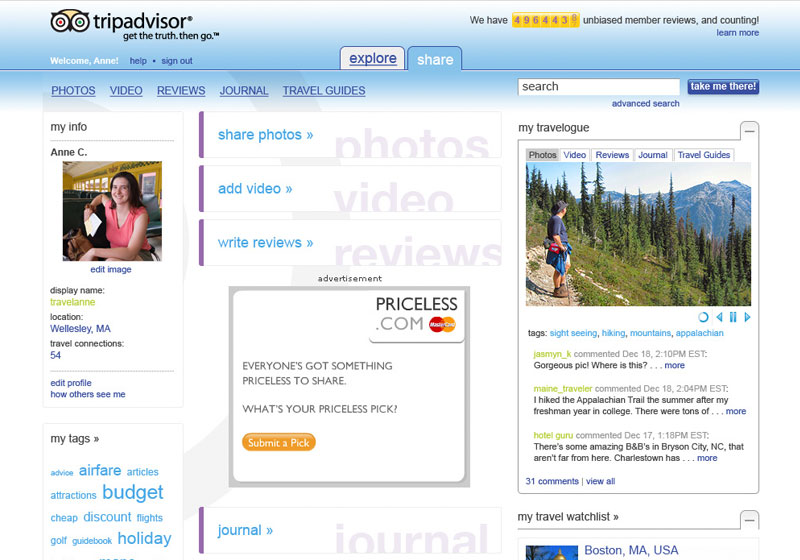 tripadvisor®
get the truth. then go.™
We have 4964438 unbiased member reviews, and counting!
learn more
Welcome, Anne! help • sign out
explore
share
PHOTOS VIDEO REVIEWS JOURNAL TRAVEL GUIDES
search
take me there!
advanced search
my info
Anne C.
edit image
display name:
travelanne
location:
Wellesley, MA
travel connections:
54
edit profile
how others see me
my tags »
advice airfare articles
attractions budget
cheap discount flights
golf guidebook holiday
share photos »
photos
add video »
video
write reviews »
reviews
advertisement
PRICELESS
.COM MasterCard
EVERYONE'S GOT SOMETHING
PRICELESS TO SHARE.
WHAT'S YOUR PRICELESS PICK?
Submit a Pick
journal »
journal
my travelogue
Photos Video Reviews Journal Travel Guides
tags: sight seeing, hiking, mountains, appalachian
jasmyn_k commented Dec 18, 2:10PM EST:
Gorgeous pic! Where is this? . . . more
maine_traveler commented Dec 18, 2:04PM EST:
I hiked the Appalachian Trail the summer after my
freshman year in college. There were tons of . . . more
hotel guru commented Dec 17, 1:18PM EST:
There's some amazing B&B's in Bryson City, NC, that
aren't far from here. Charlestown has . . . more
31 comments | view all
my travel watchlist »
Boston, MA, USA